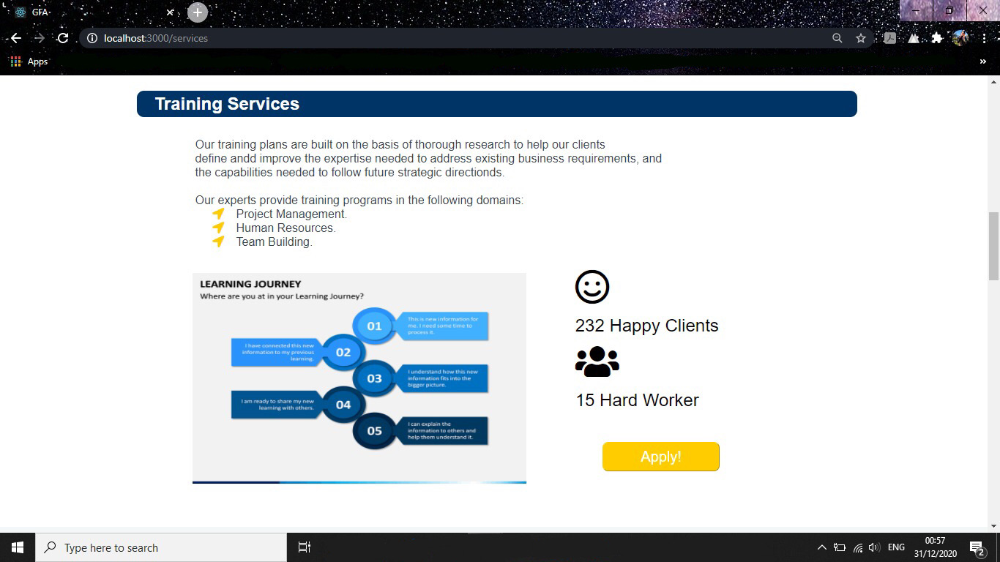 GFA
localhost:3000/services
Apps
»
Training Services
Our training plans are built on the basis of thorough research to help our clients
define andd improve the expertise needed to address existing business requirements, and
the capabilities needed to follow future strategic directionds.
Our experts provide training programs in the following domains:
Project Management.
Human Resources.
Team Building.
LEARNING JOURNEY
Where are you at in your Learning Journey?
01
This is new information for
me. I need some time to
process it.
I have connected this new
information to my previous
learning.
02
03
I understand how this new
information fits into the
bigger picture.
I am ready to share my new
learning with others.
04
05
I can explain the
information to others and
help them understand it.
232 Happy Clients
15 Hard Worker
Apply!
Type here to search
ENG
00:57
31/12/2020
2